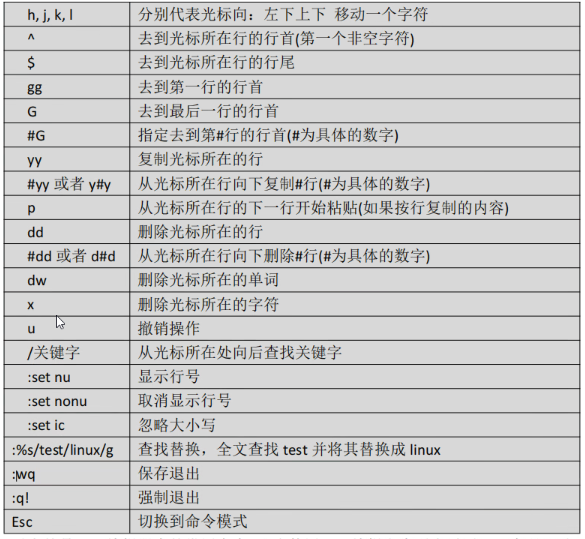 h, j, k, l 分别代表光标向：左下上下 移动一个字符
^ 去到光标所在行的行首(第一个非空字符)
$ 去到光标所在行的行尾
gg 去到第一行的行首
G 去到最后一行的行首
#G 指定去到第#行的行首(#为具体的数字)
yy 复制光标所在的行
#yy 或者 y#y 从光标所在行向下复制#行(#为具体的数字)
p 从光标所在行的下一行开始粘贴(如果按行复制的内容)
dd 删除光标所在的行
#dd 或者 d#d 从光标所在行向下删除#行(#为具体的数字)
dw 删除光标所在的单词
x 删除光标所在的字符
u 撤销操作
/关键字 从光标所在处向后查找关键字
:set nu 显示行号
:set nonu 取消显示行号
:set ic 忽略大小写
:%s/test/linux/g 查找替换，全文查找 test 并将其替换成 linux
:wq 保存退出
:q! 强制退出
Esc 切换到命令模式